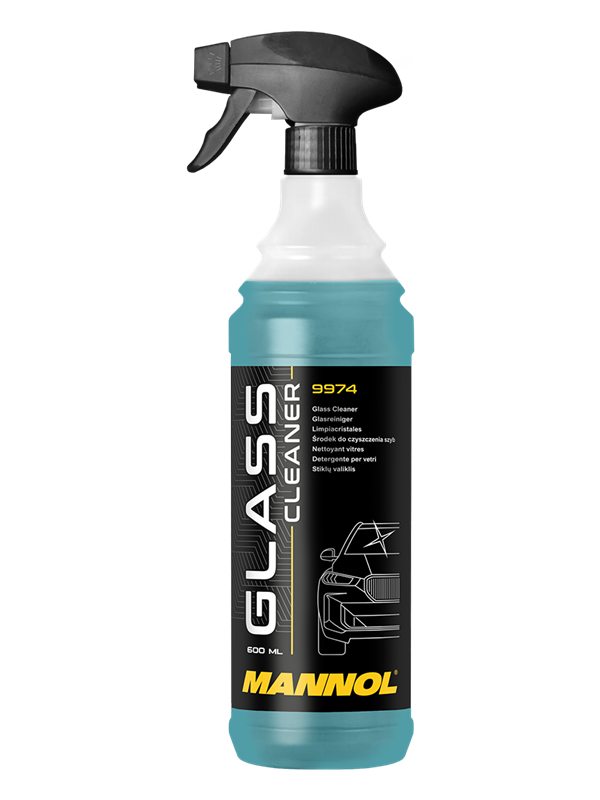 GLASS
CLEANER
600 ML
9974
Glass Cleaner
Glasreiniger
Limpiacristales
Środek do czyszczenia szyb
Nettoyant vitres
Detergente per vetri
Stiklų valiklis
MANNOL®